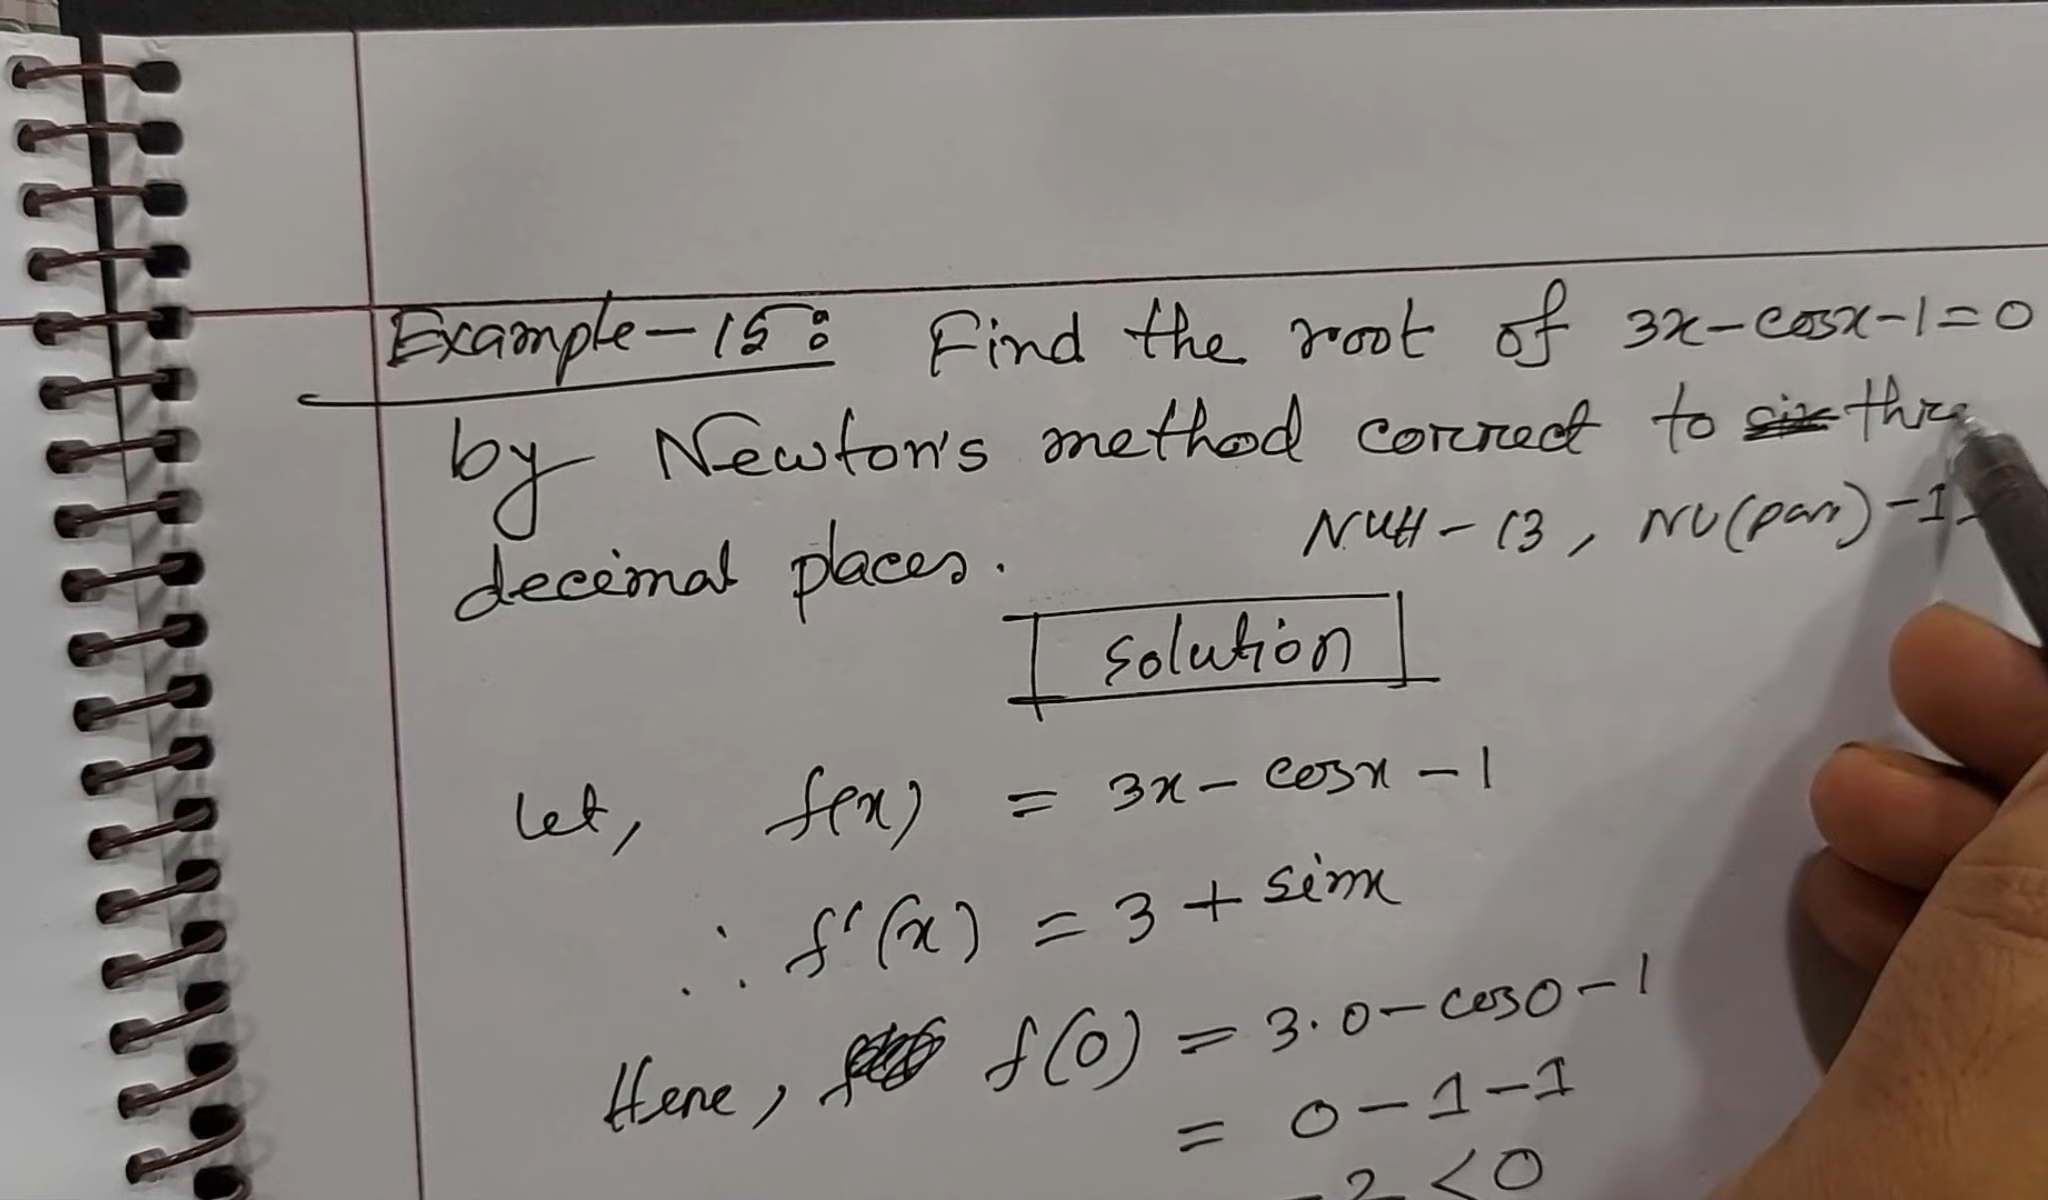 Example-15: Find the root of 3x-cosx-1=0
by Newton's method correct to three
decimal places.
NUH-13, NU(pass)-1
Solution
Let, f(x) = 3x-cosx-1
∴ f'(x) = 3+sinx
Here, f(0) = 3.0-cos0-1
= 0-1-1
-2<0